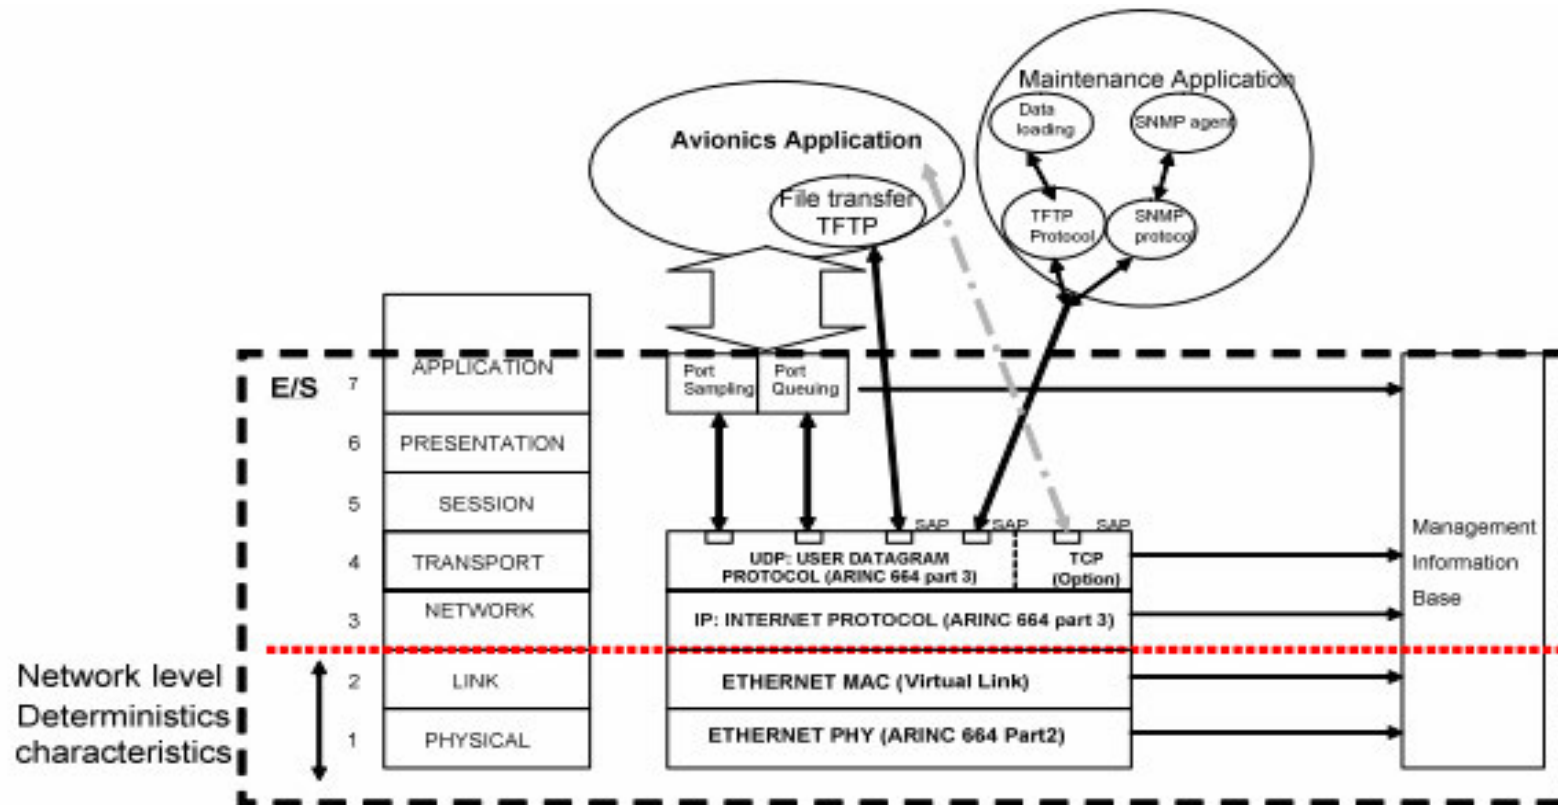 Maintenance Application
Data
loading
SNMP agent
Avionics Application
File transfer
TFTP
TFTP
Protocol
SNMP
protocol
E/S
7
APPLICATION
Port
Sampling
Port
Queuing
6
PRESENTATION
5
SESSION
SAP
SAP
SAP
4
TRANSPORT
UDP: USER DATAGRAM
PROTOCOL (ARINC 664 part 3)
TCP
(Option)
Management
Information
Base
3
NETWORK
IP: INTERNET PROTOCOL (ARINC 664 part 3)
Network level
Deterministics
characteristics
2
LINK
ETHERNET MAC (Virtual Link)
1
PHYSICAL
ETHERNET PHY (ARINC 664 Part2)